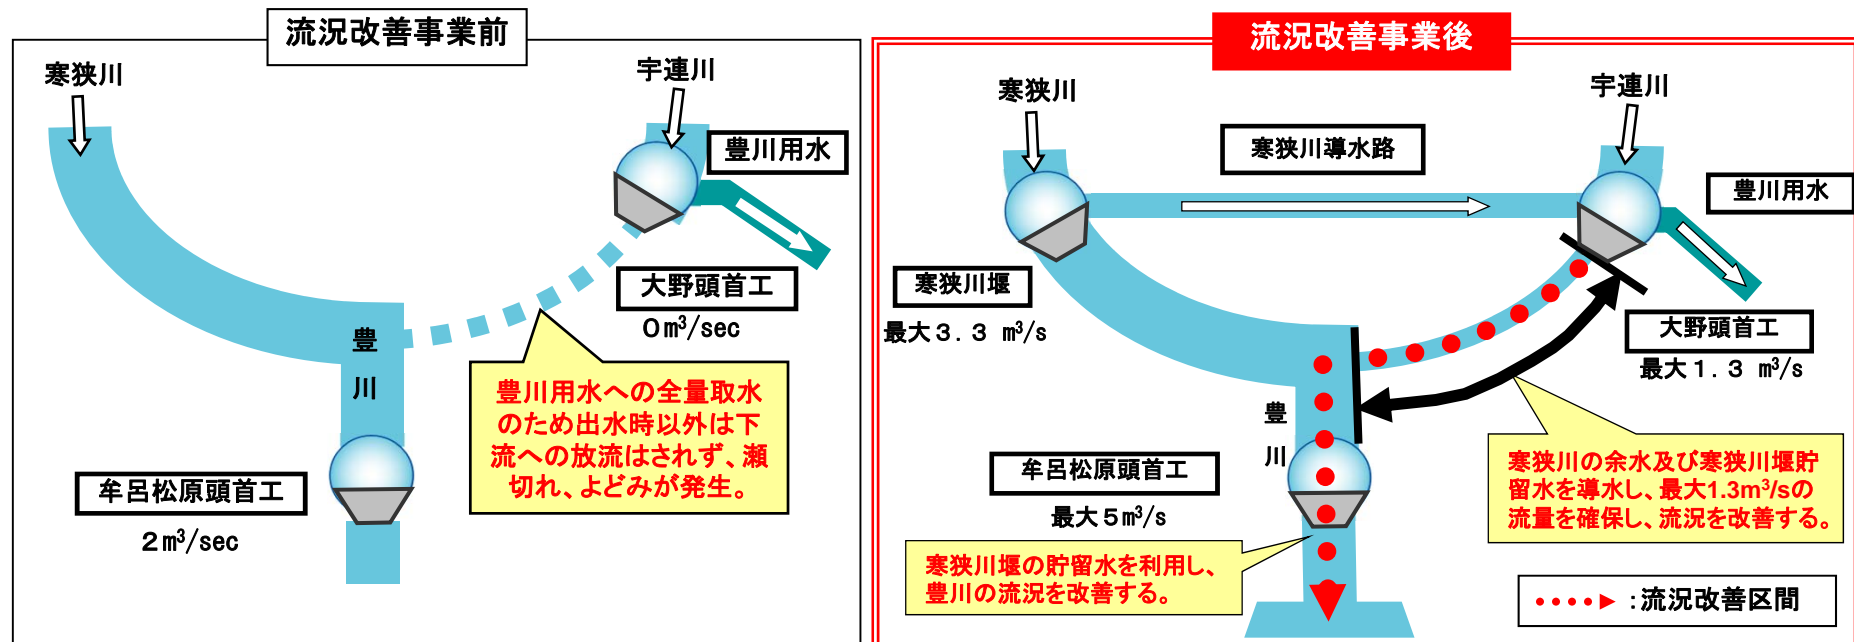 流況改善事業前
寒狭川
宇連川
豊川用水
大野頭首工
0m³/sec
豊川
豊川用水への全量取水
のため出水時以外は下
流への放流はされず、瀬
切れ、よどみが発生。
牟呂松原頭首工
2m³/sec
流況改善事業後
寒狭川
宇連川
寒狭川導水路
豊川用水
寒狭川堰
最大3.3 m³/s
大野頭首工
最大1.3 m³/s
豊川
牟呂松原頭首工
最大5m³/s
寒狭川の余水及び寒狭川堰貯
留水を導水し、最大1.3m³/sの
流量を確保し、流況を改善する。
寒狭川堰の貯留水を利用し、
豊川の流況を改善する。
:流況改善区間